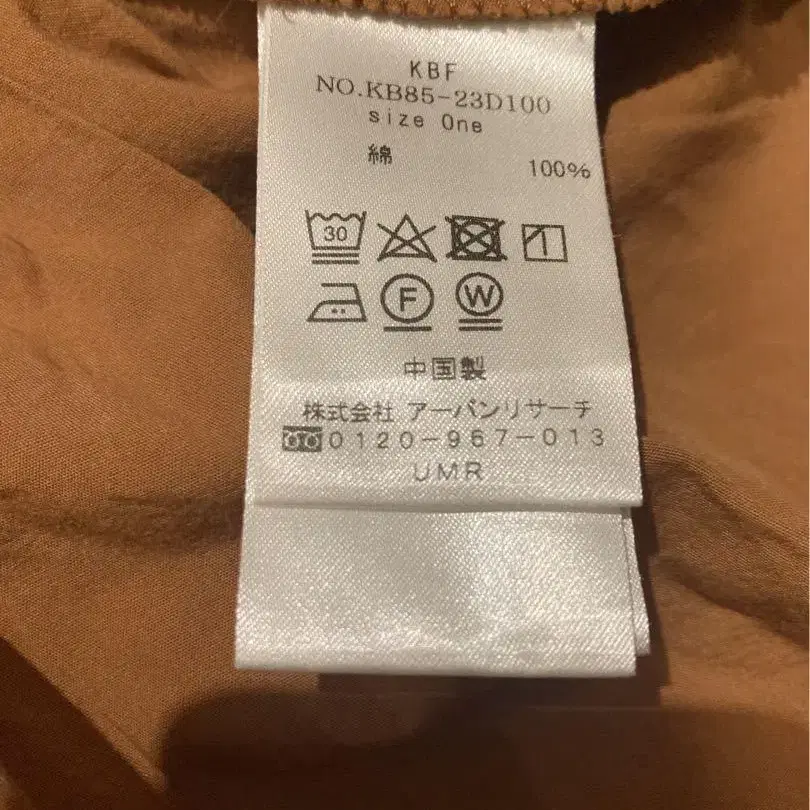 KBF
NO.KB85-23D100
size One
綿 100%
30
F W
中国製
株式会社 アーバンリサーチ
0120-967-013
UMR